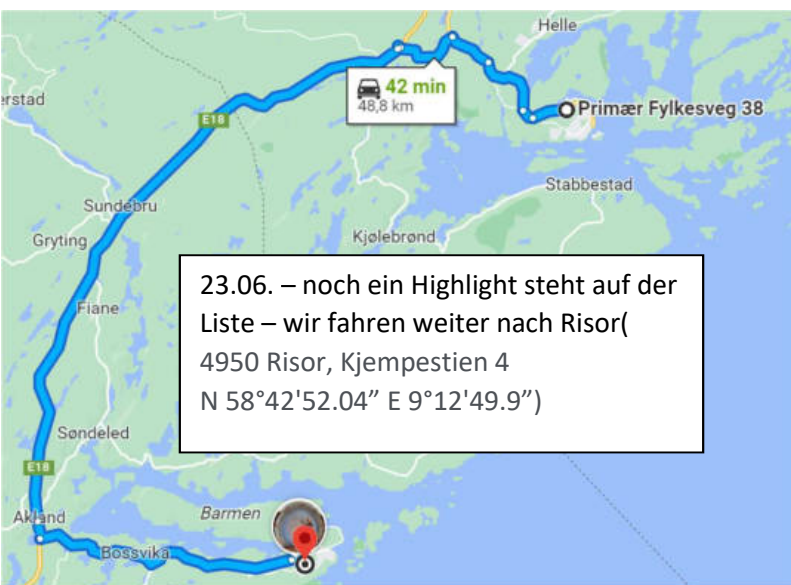 Helle
42 min
48,8 km
Primær Fylkesveg 38
erstad
E18
Stabbestad
Sundebru
Gryting
Kjølebrønd
23.06. – noch ein Highlight steht auf der
Liste – wir fahren weiter nach Risor(
4950 Risor, Kjempestien 4
N 58°42'52.04” E 9°12'49.9”)
Fiane
Søndeled
E18
Akland
Barmen
Bossvika